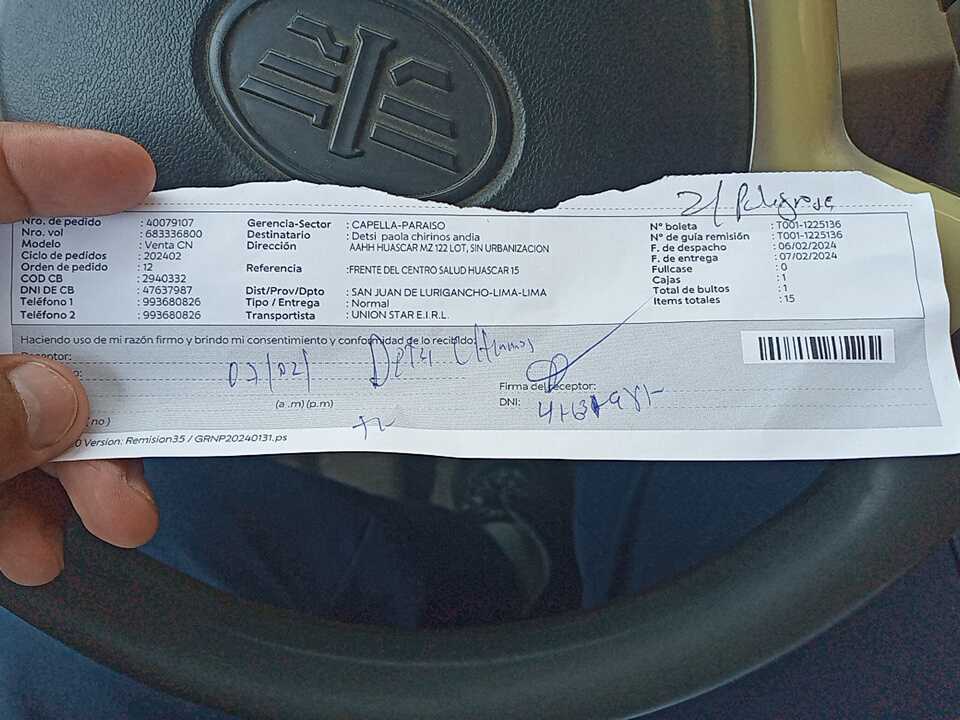 Nro. de pedido : 40079107
Nro. vol : 683336800
Modelo : Venta CN
Ciclo de pedidos : 202402
Orden de pedido : 12
COD CB : 2940332
DNI DE CB : 47637987
Teléfono 1 : 993680826
Teléfono 2 : 993680826
Gerencia-Sector : CAPELLA-PARAISO
Destinatario : Detsi paola chirinos andia
Dirección AAHH HUASCAR MZ 122 LOT, SIN URBANIZACION
Referencia :FRENTE DEL CENTRO SALUD HUASCAR 15
Dist/Prov/Dpto : SAN JUAN DE LURIGANCHO-LIMA-LIMA
Tipo / Entrega : Normal
Transportista : UNION STAR E.I.R.L.
N° boleta : T001-1225136
N° de guía remisión : T001-1225136
F. de despacho : 06/02/2024
F. de entrega : 07/02/2024
Fullcase : 0
Cajas : 1
Total de bultos : 1
Items totales : 15
Haciendo uso de mi razón firmo y brindo mi consentimiento y conformidad de lo recibido:
Receptor:
07/02/
(a .m) (p.m)
Firma del receptor:
DNI:
(no)
0 Version: Remision35 / GRNP20240131.ps